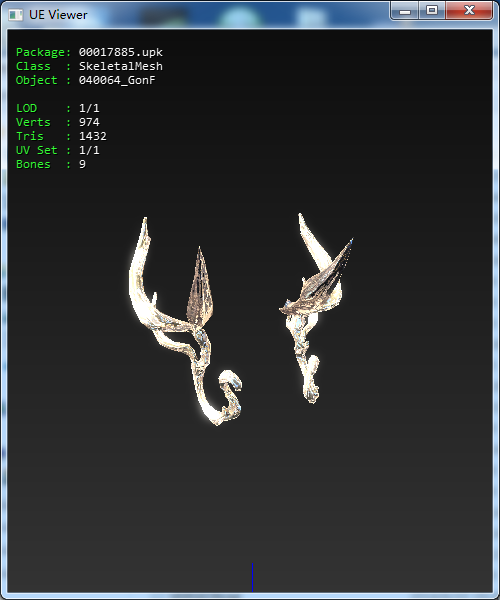 UE Viewer
Package: 00017885.upk
Class  : SkeletalMesh
Object : 040064_GonF
LOD    : 1/1
Verts  : 974
Tris   : 1432
UV Set : 1/1
Bones  : 9